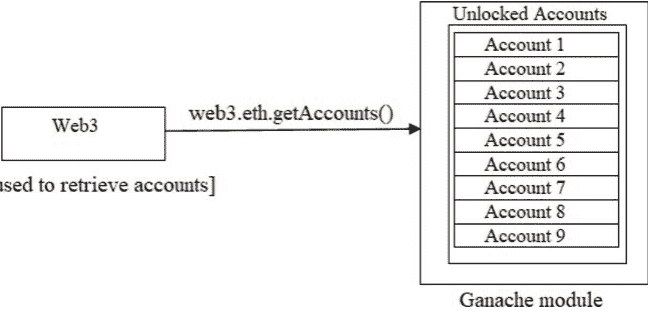 Unlocked Accounts
Account 1
Account 2
Account 3
Account 4
Account 5
Account 6
Account 7
Account 8
Account 9
Web3
web3.eth.getAccounts()
used to retrieve accounts]
Ganache module